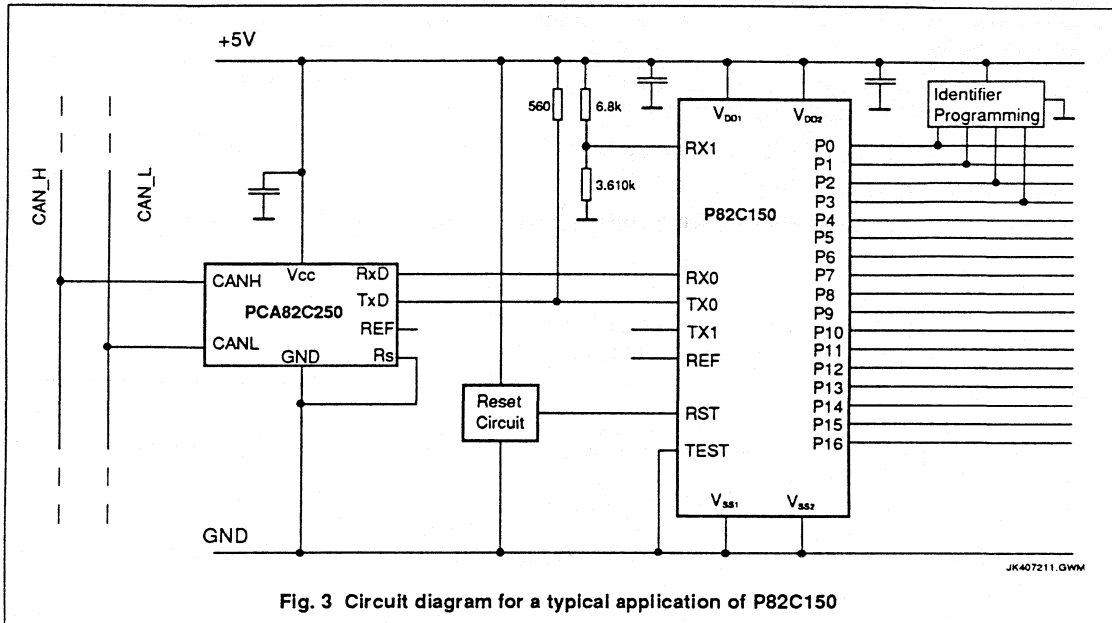 +5V
CAN_H
CAN_L
560
6.8k
3.610k
Identifier
Programming
VDD1
VDD2
RX1
P82C150
RX0
TX0
TX1
REF
RST
TEST
VSS1
VSS2
P0
P1
P2
P3
P4
P5
P6
P7
P8
P9
P10
P11
P12
P13
P14
P15
P16
Vcc
CANH
RxD
TxD
PCA82C250
REF
CANL
GND
Rs
Reset
Circuit
GND
JK407211.GWM
Fig. 3 Circuit diagram for a typical application of P82C150